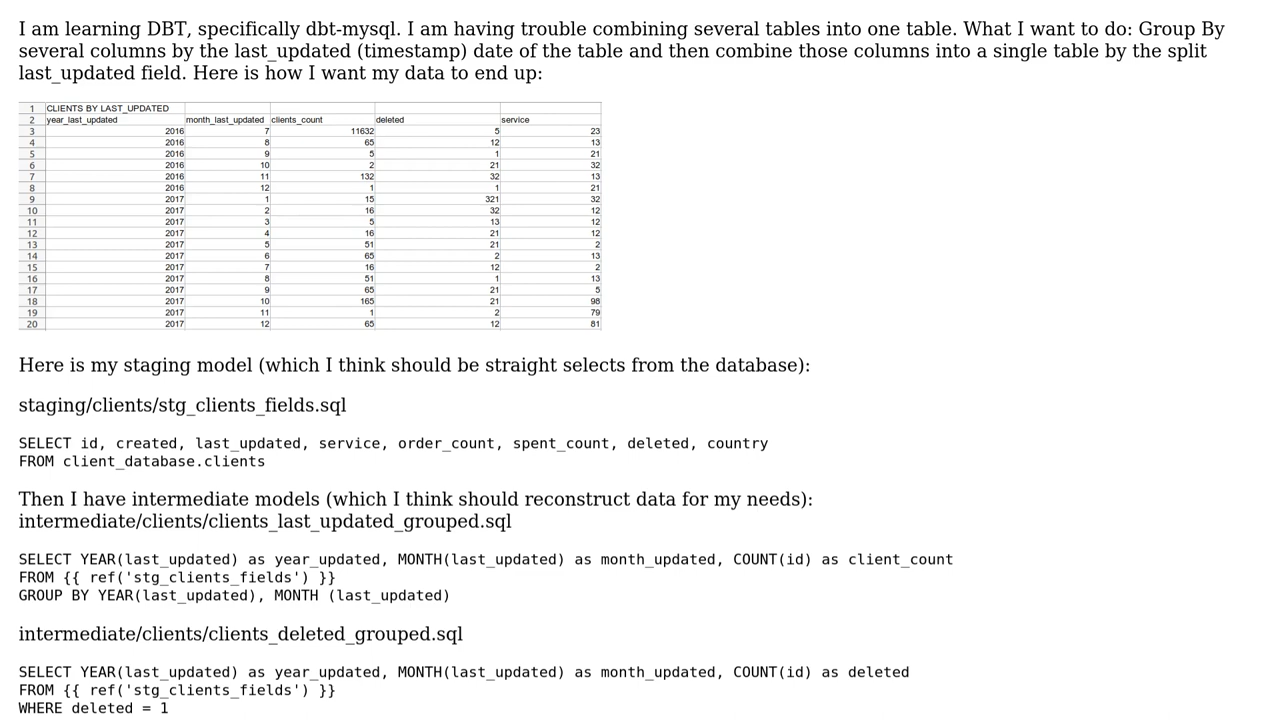 I am learning DBT, specifically dbt-mysql. I am having trouble combining several tables into one table. What I want to do: Group By
several columns by the last_updated (timestamp) date of the table and then combine those columns into a single table by the split
last_updated field. Here is how I want my data to end up:
1 CLIENTS BY LAST_UPDATED
2 year_last_updated month_last_updated clients_count deleted service
3 2016 7 11632 5 23
4 2016 8 65 12 13
5 2016 9 5 1 21
6 2016 10 2 21 32
7 2016 11 132 32 13
8 2016 12 1 1 21
9 2017 1 15 321 32
10 2017 2 16 32 12
11 2017 3 5 13 12
12 2017 4 16 21 12
13 2017 5 51 21 2
14 2017 6 65 2 13
15 2017 7 16 12 2
16 2017 8 51 1 13
17 2017 9 65 21 5
18 2017 10 165 21 98
19 2017 11 1 2 79
20 2017 12 65 12 81
Here is my staging model (which I think should be straight selects from the database):
staging/clients/stg_clients_fields.sql
SELECT id, created, last_updated, service, order_count, spent_count, deleted, country
FROM client_database.clients
Then I have intermediate models (which I think should reconstruct data for my needs):
intermediate/clients/clients_last_updated_grouped.sql
SELECT YEAR(last_updated) as year_updated, MONTH(last_updated) as month_updated, COUNT(id) as client_count
FROM {{ ref('stg_clients_fields') }}
GROUP BY YEAR(last_updated), MONTH (last_updated)
intermediate/clients/clients_deleted_grouped.sql
SELECT YEAR(last_updated) as year_updated, MONTH(last_updated) as month_updated, COUNT(id) as deleted
FROM {{ ref('stg_clients_fields') }}
WHERE deleted = 1